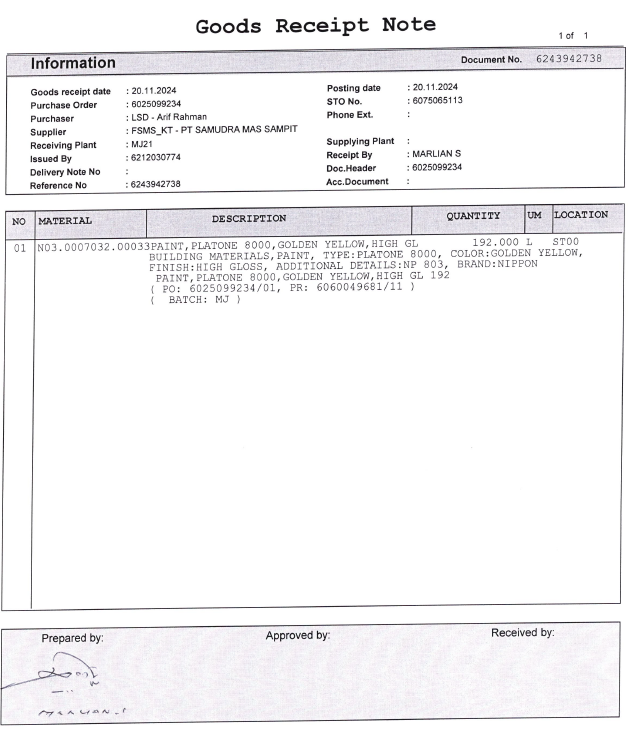 Goods Receipt Note
1 of 1
Information
Document No. 6243942738
Goods receipt date : 20.11.2024
Posting date : 20.11.2024
Purchase Order : 6025099234
STO No. : 6075065113
Purchaser : LSD - Arif Rahman
Phone Ext. :
Supplier : FSMS_KT - PT SAMUDRA MAS SAMPIT
Receiving Plant : MJ21
Supplying Plant :
Issued By : 6212030774
Receipt By : MARLIAN S
Delivery Note No :
Doc.Header : 6025099234
Reference No : 6243942738
Acc.Document :
NO MATERIAL DESCRIPTION QUANTITY UM LOCATION
01 N03.0007032.00033PAINT,PLATONE 8000,GOLDEN YELLOW,HIGH GL 192.000 L ST00
BUILDING MATERIALS,PAINT, TYPE:PLATONE 8000, COLOR:GOLDEN YELLOW,
FINISH:HIGH GLOSS, ADDITIONAL DETAILS:NP 803, BRAND:NIPPON
PAINT,PLATONE 8000,GOLDEN YELLOW,HIGH GL 192
( PO: 6025099234/01, PR: 6060049681/11 )
( BATCH: MJ )
Prepared by: Approved by: Received by:
MARLIAN.S